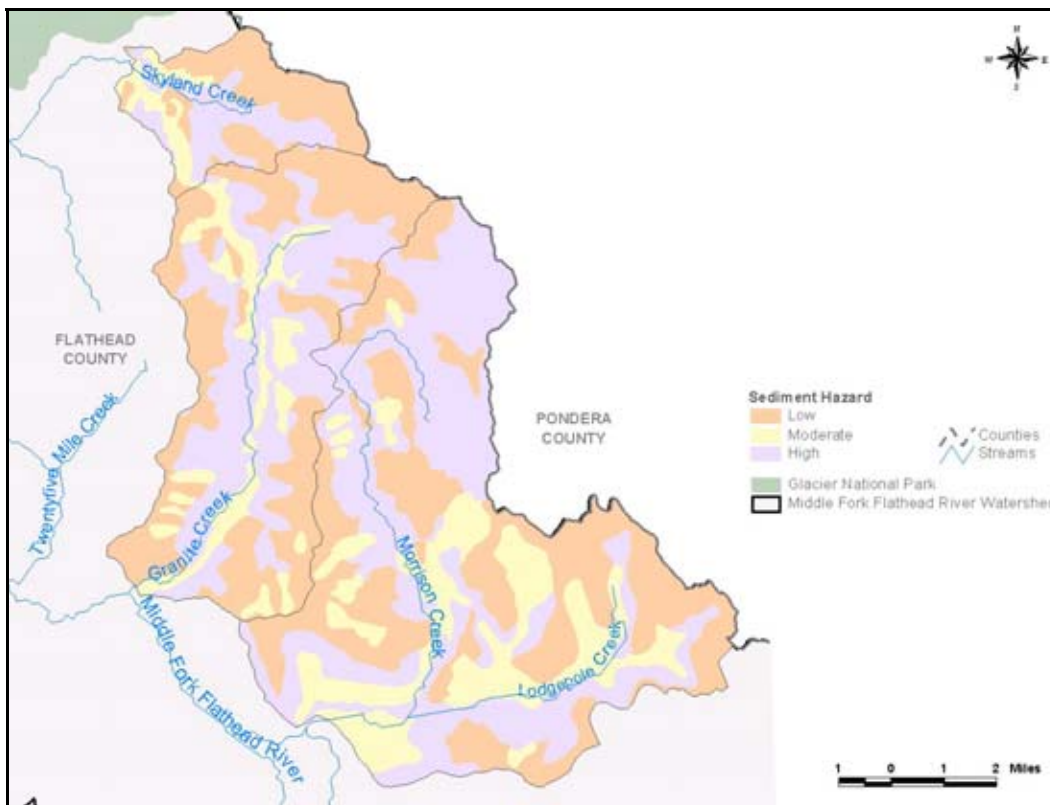 N
W E
S
Skyland Creek
FLATHEAD
COUNTY
Twentyfive Mile Creek
Granite Creek
Middle Fork Flathead River
Morrison Creek
Lodgepole Creek
PONDERA
COUNTY
Sediment Hazard
Low
Moderate
High
Counties
Streams
Glacier National Park
Middle Fork Flathead River Watershe
1 0 1 2 Miles